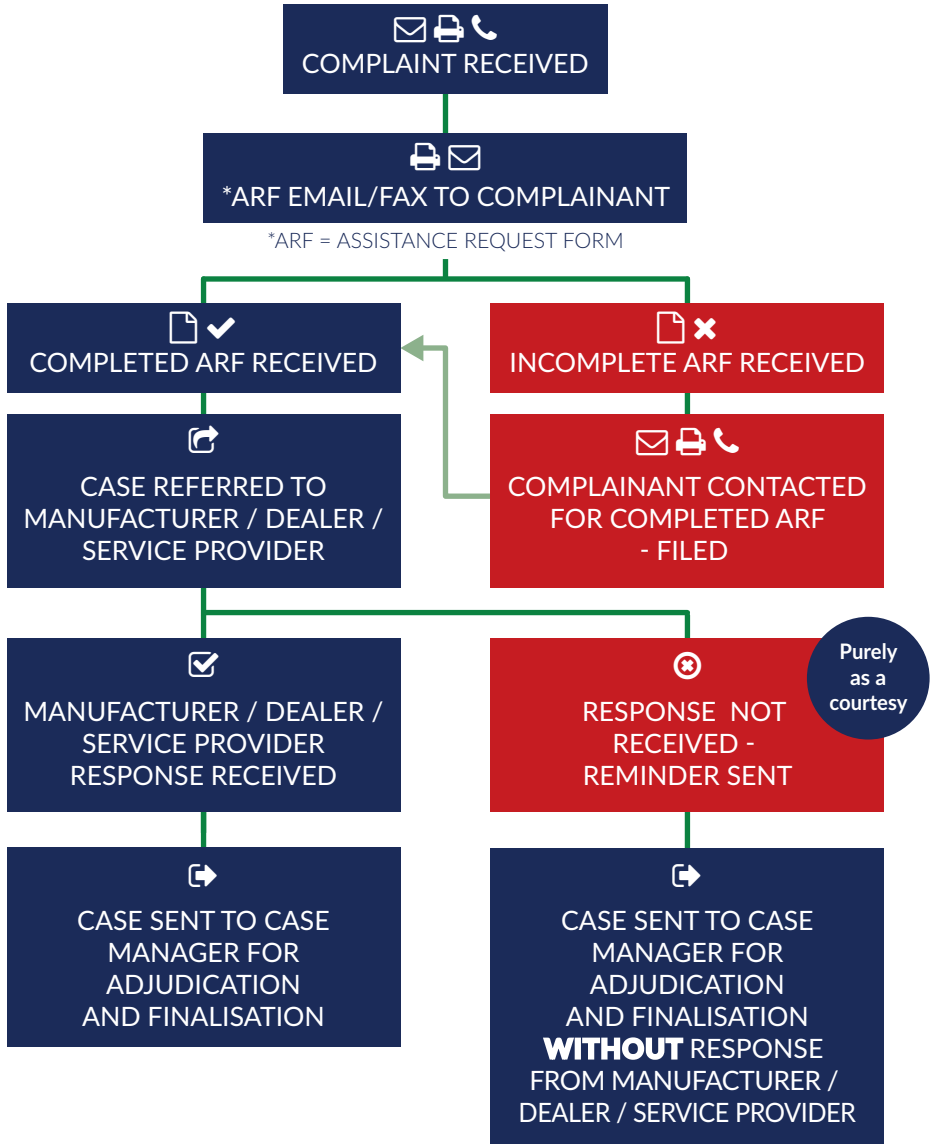 COMPLAINT RECEIVED
*ARF EMAIL/FAX TO COMPLAINANT
*ARF = ASSISTANCE REQUEST FORM
COMPLETED ARF RECEIVED
INCOMPLETE ARF RECEIVED
CASE REFERRED TO
MANUFACTURER / DEALER /
SERVICE PROVIDER
COMPLAINANT CONTACTED
FOR COMPLETED ARF
- FILED
MANUFACTURER / DEALER /
SERVICE PROVIDER
RESPONSE RECEIVED
RESPONSE NOT
RECEIVED -
REMINDER SENT
Purely
as a
courtesy
CASE SENT TO CASE
MANAGER FOR
ADJUDICATION
AND FINALISATION
CASE SENT TO CASE
MANAGER FOR
ADJUDICATION
AND FINALISATION
WITHOUT RESPONSE
FROM MANUFACTURER /
DEALER / SERVICE PROVIDER